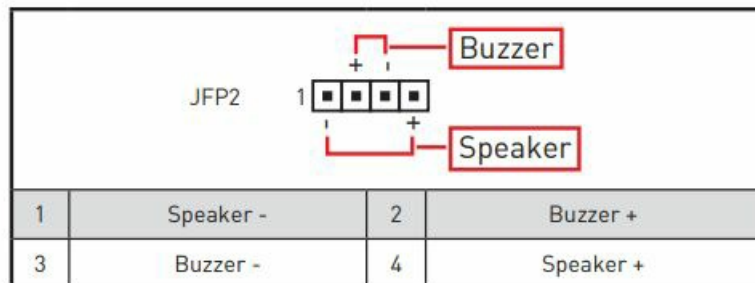 Buzzer
+ -
JFP2 1
- +
Speaker
1 Speaker - 2 Buzzer +
3 Buzzer - 4 Speaker +